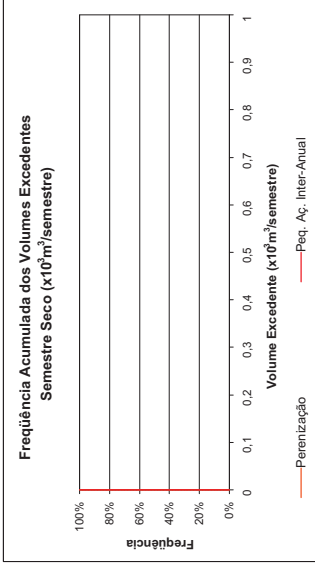 Freqüência Acumulada dos Volumes Excedentes
Semestre Seco (x10³m³/semestre)
100%
80%
60%
40%
20%
0%
Freqüência
0 0,1 0,2 0,3 0,4 0,5 0,6 0,7 0,8 0,9 1
Volume Excedente (x10³m³/semestre)
Perenização Peq. Aç. Inter-Anual